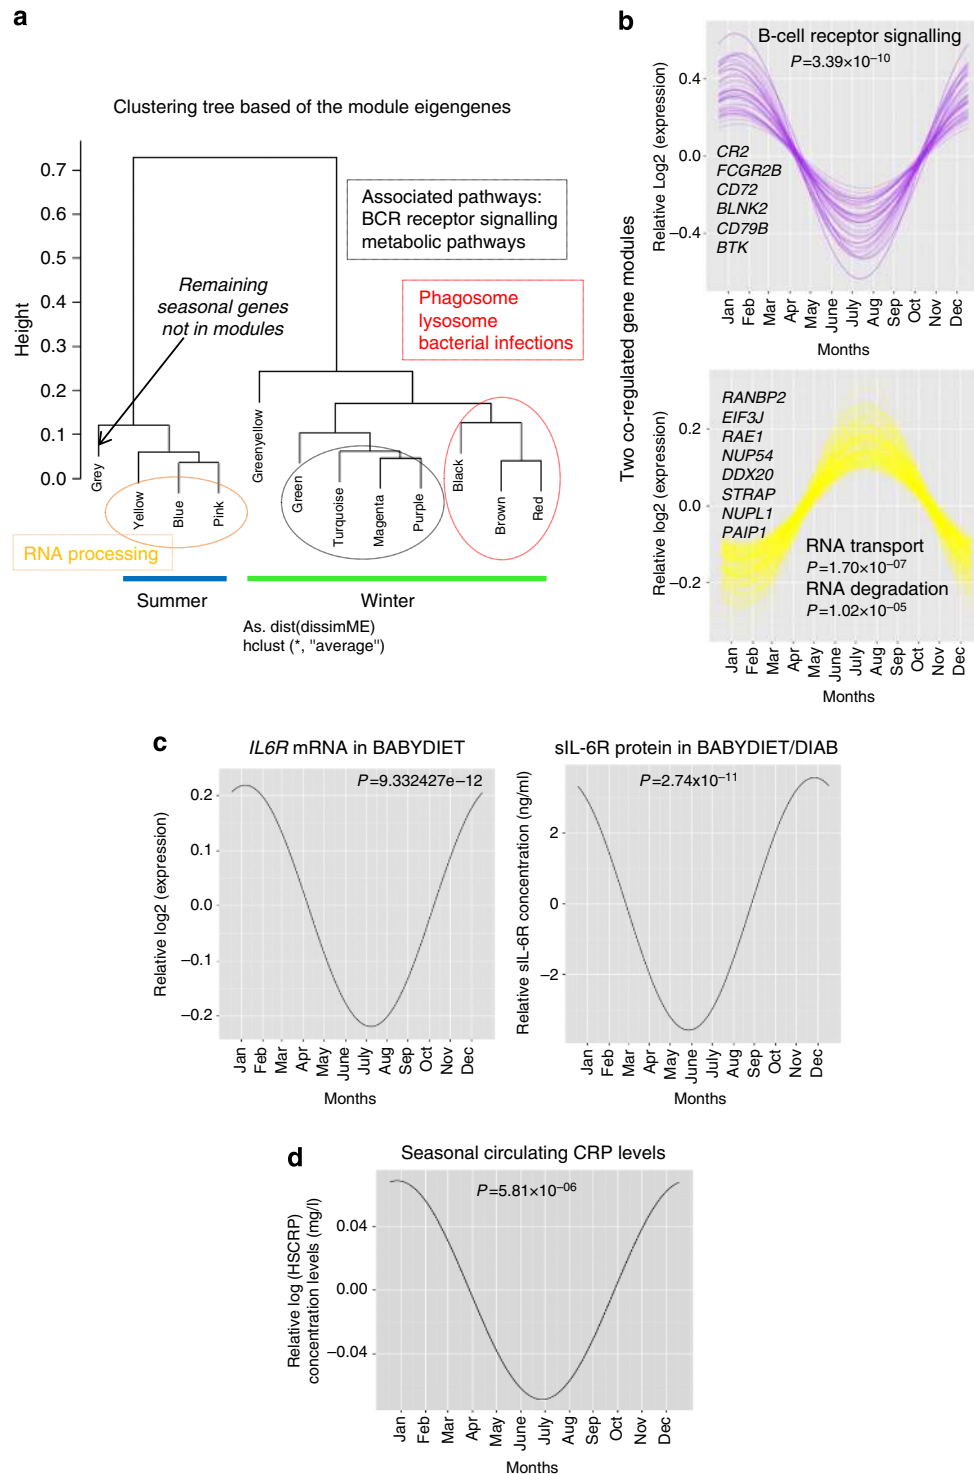 a
Clustering tree based of the module eigengenes
Height
0.7
0.6
0.5
0.4
0.3
0.2
0.1
0.0
Remaining
seasonal genes
not in modules
Associated pathways:
BCR receptor signalling
metabolic pathways
Phagosome
lysosome
bacterial infections
Grey
Yellow
Blue
Pink
Greenyellow
Green
Turquoise
Magenta
Purple
Black
Brown
Red
RNA processing
Summer
Winter
As. dist(dissimME)
hclust (*, "average")
b
Two co-regulated gene modules
B-cell receptor signalling
P=3.39×10⁻¹⁰
Relative Log2 (expression)
0.4
0.0
−0.4
CR2
FCGR2B
CD72
BLNK2
CD79B
BTK
Jan
Feb
Mar
Apr
May
June
July
Aug
Sep
Oct
Nov
Dec
Months
Relative log2 (expression)
0.2
0.0
−0.2
RANBP2
EIF3J
RAE1
NUP54
DDX20
STRAP
NUPL1
PAIP1
RNA transport
P=1.70×10⁻⁰⁷
RNA degradation
P=1.02×10⁻⁰⁵
Jan
Feb
Mar
Apr
May
June
July
Aug
Sep
Oct
Nov
Dec
Months
c
IL6R mRNA in BABYDIET
P=9.332427e−12
Relative log2 (expression)
0.2
0.1
0.0
−0.1
−0.2
Jan
Feb
Mar
Apr
May
June
July
Aug
Sep
Oct
Nov
Dec
Months
sIL-6R protein in BABYDIET/DIAB
P=2.74x10⁻¹¹
Relative sIL-6R concentration (ng/ml)
2
0
−2
Jan
Feb
Mar
Apr
May
June
July
Aug
Sep
Oct
Nov
Dec
Months
d
Seasonal circulating CRP levels
P=5.81×10⁻⁰⁶
Relative log (HSCRP)
concentration levels (mg/l)
0.04
0.00
−0.04
Jan
Feb
Mar
Apr
May
June
July
Aug
Sep
Oct
Nov
Dec
Months